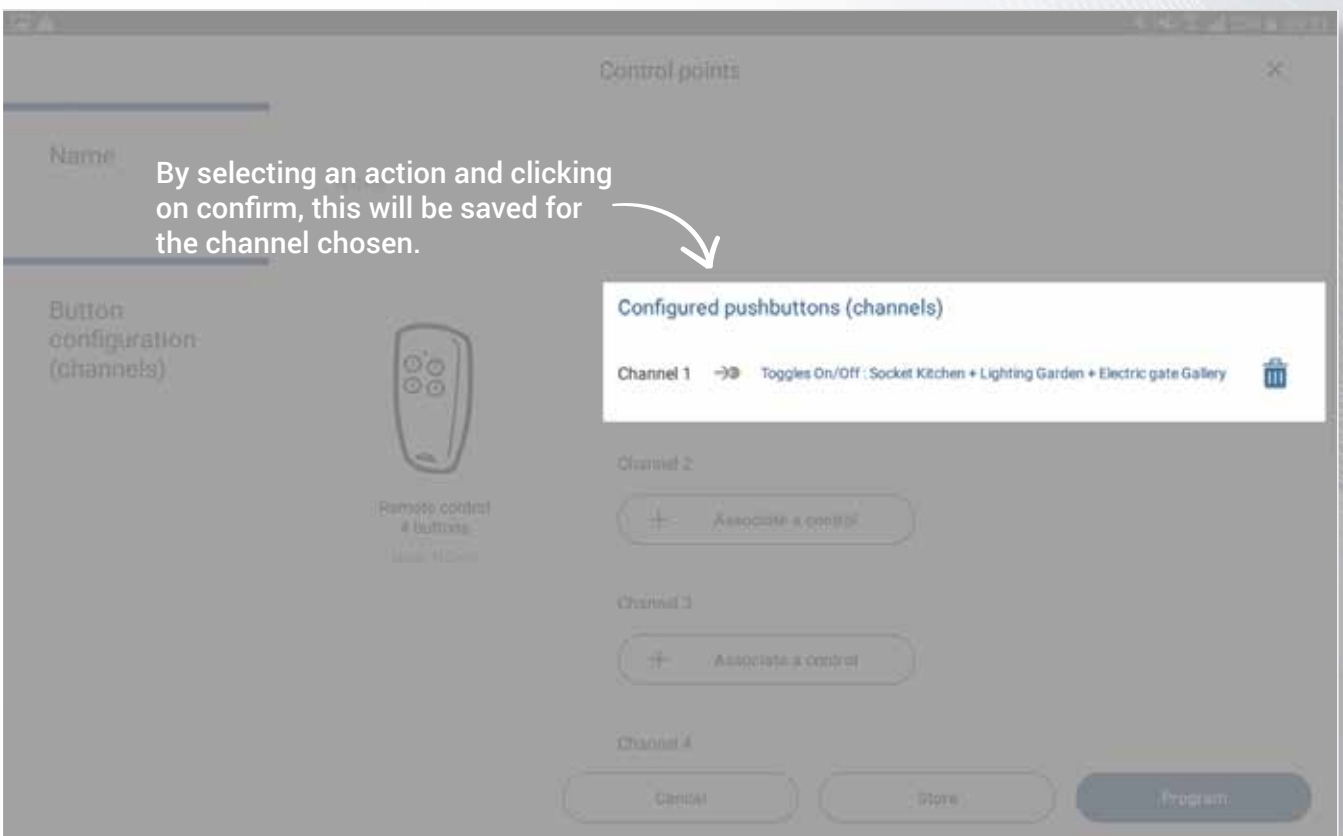 Control points
Name
By selecting an action and clicking
on confirm, this will be saved for
the channel chosen.
Button
configuration
(channels)
Configured pushbuttons (channels)
Channel 1 Toggles On/Off : Socket Kitchen + Lighting Garden + Electric gate Gallery
Channel 2
Remote control
4 buttons
+ Associate a control
Channel 3
+ Associate a control
Channel 4
Cancel
Store
Program